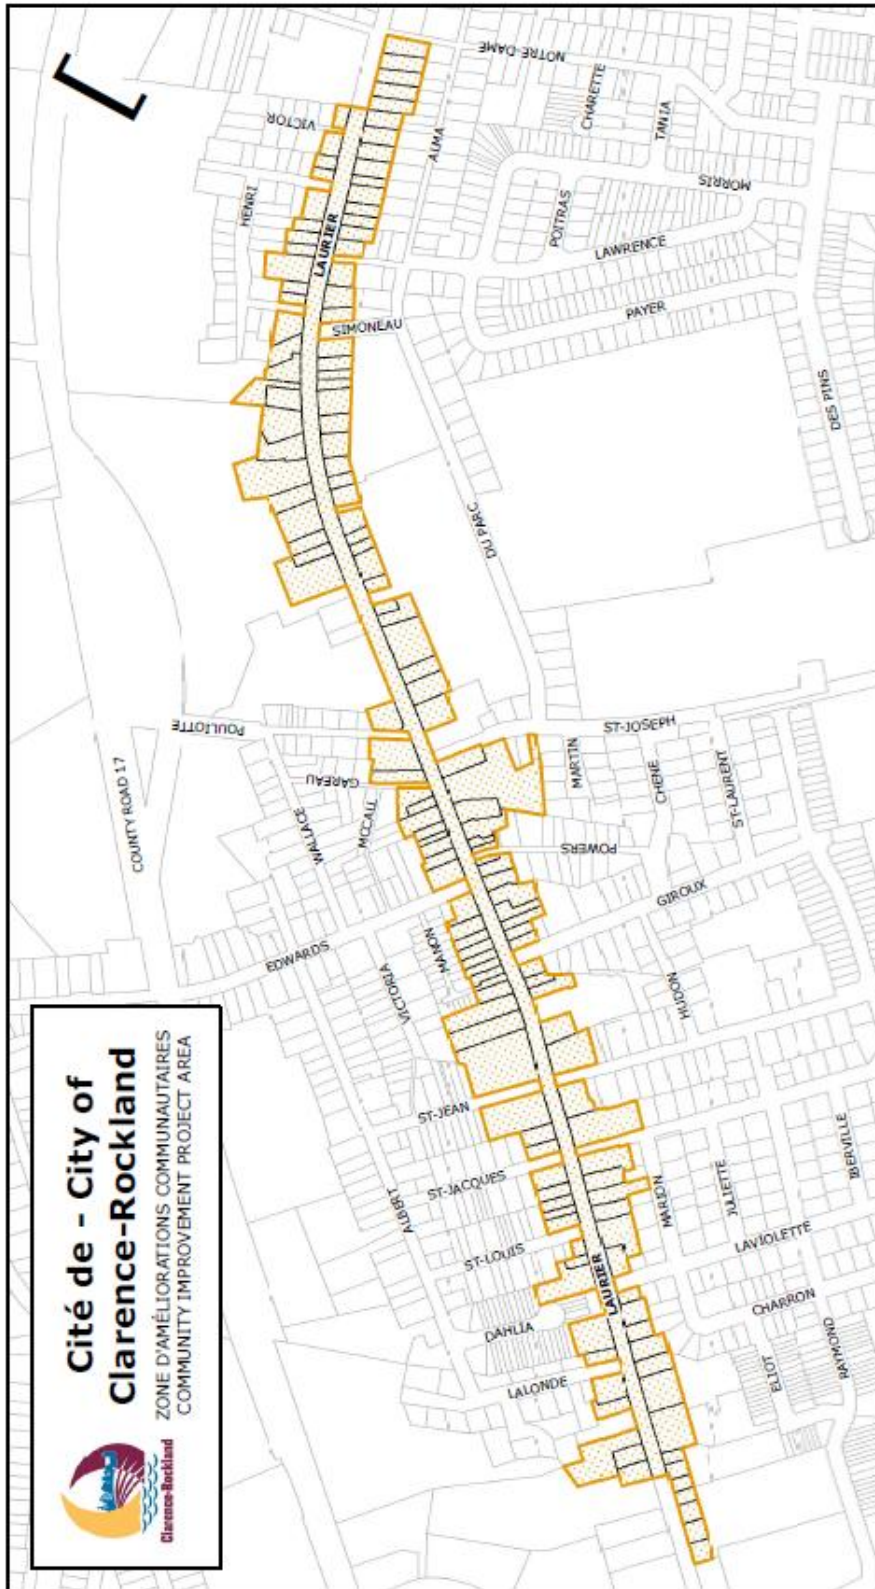 Cité de - City of
Clarence-Rockland
ZONE D'AMÉLIORATIONS COMMUNAUTAIRES
COMMUNITY IMPROVEMENT PROJECT AREA
Clarence-Rockland
COUNTY ROAD 17
NOTRE-DAME
VICTOR
CHARETTE
TANIA
ALMA
HENRI
MORRIS
POITRAS
LAURIER
LAWRENCE
SIMONEAU
PAYER
DES PINS
DU PARC
POULIOTTE
ST-JOSEPH
GAREAU
MARTIN
CHENE
ST-LAURENT
WALLACE
MCCALL
POWERS
GIROUX
EDWARDS
MANON
VICTORIA
HUDON
ST-JEAN
ST-JACQUES
ALBERT
MARION
JULIETTE
IBERVILLE
ST-LOUIS
LAURIER
LAVIOLETTE
DAHLIA
CHARRON
LALONDE
ELIOT
RAYMOND